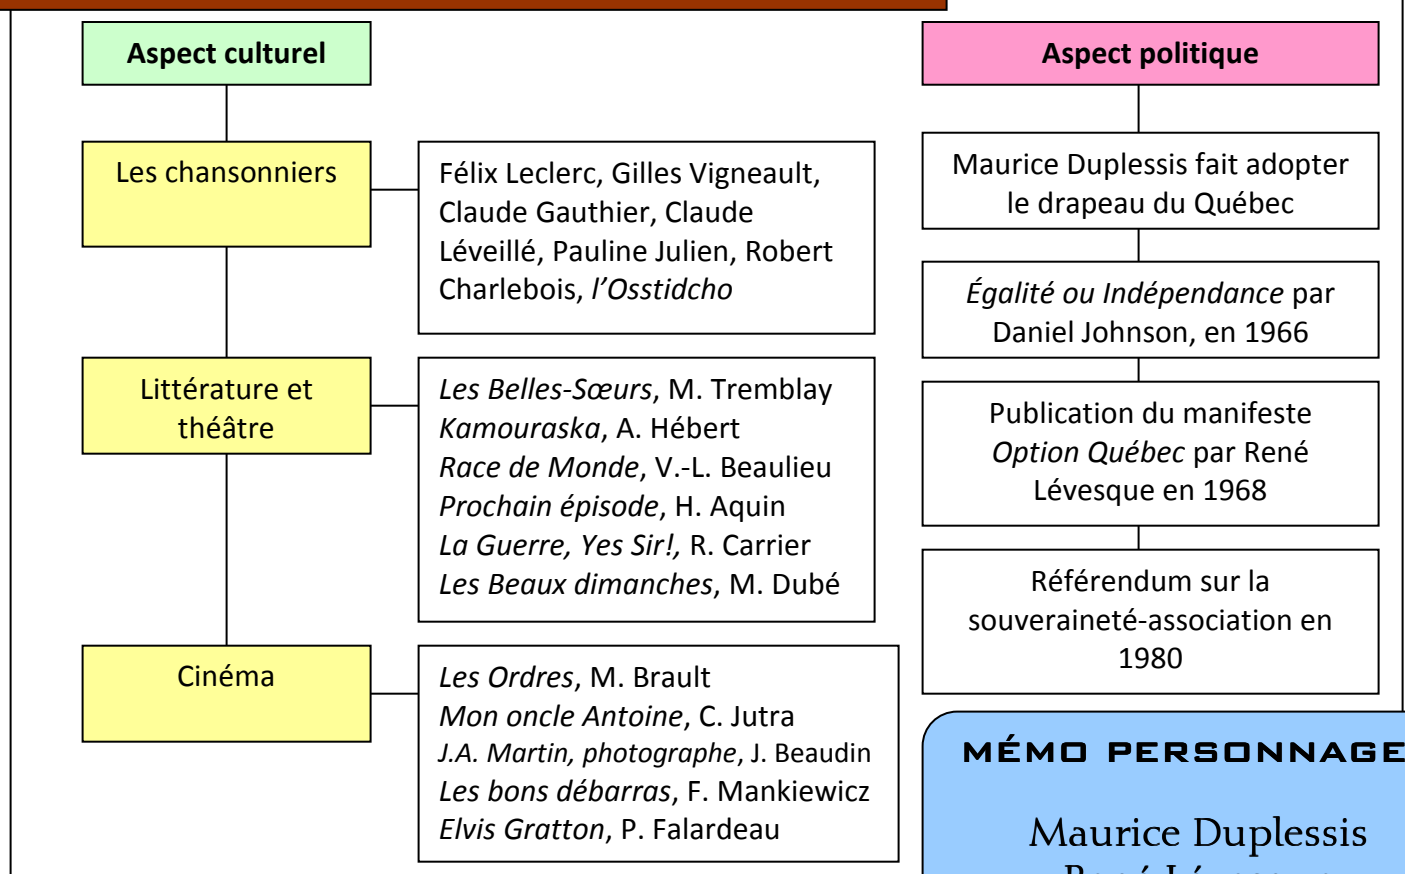 Aspect culturel
Les chansonniers
Félix Leclerc, Gilles Vigneault,
Claude Gauthier, Claude
Léveillé, Pauline Julien, Robert
Charlebois, l’Osstidcho
Littérature et
théâtre
Les Belles-Sœurs, M. Tremblay
Kamouraska, A. Hébert
Race de Monde, V.-L. Beaulieu
Prochain épisode, H. Aquin
La Guerre, Yes Sir!, R. Carrier
Les Beaux dimanches, M. Dubé
Cinéma
Les Ordres, M. Brault
Mon oncle Antoine, C. Jutra
J.A. Martin, photographe, J. Beaudin
Les bons débarras, F. Mankiewicz
Elvis Gratton, P. Falardeau
Aspect politique
Maurice Duplessis fait adopter
le drapeau du Québec
Égalité ou Indépendance par
Daniel Johnson, en 1966
Publication du manifeste
Option Québec par René
Lévesque en 1968
Référendum sur la
souveraineté-association en
1980
MÉMO PERSONNAGE
Maurice Duplessis